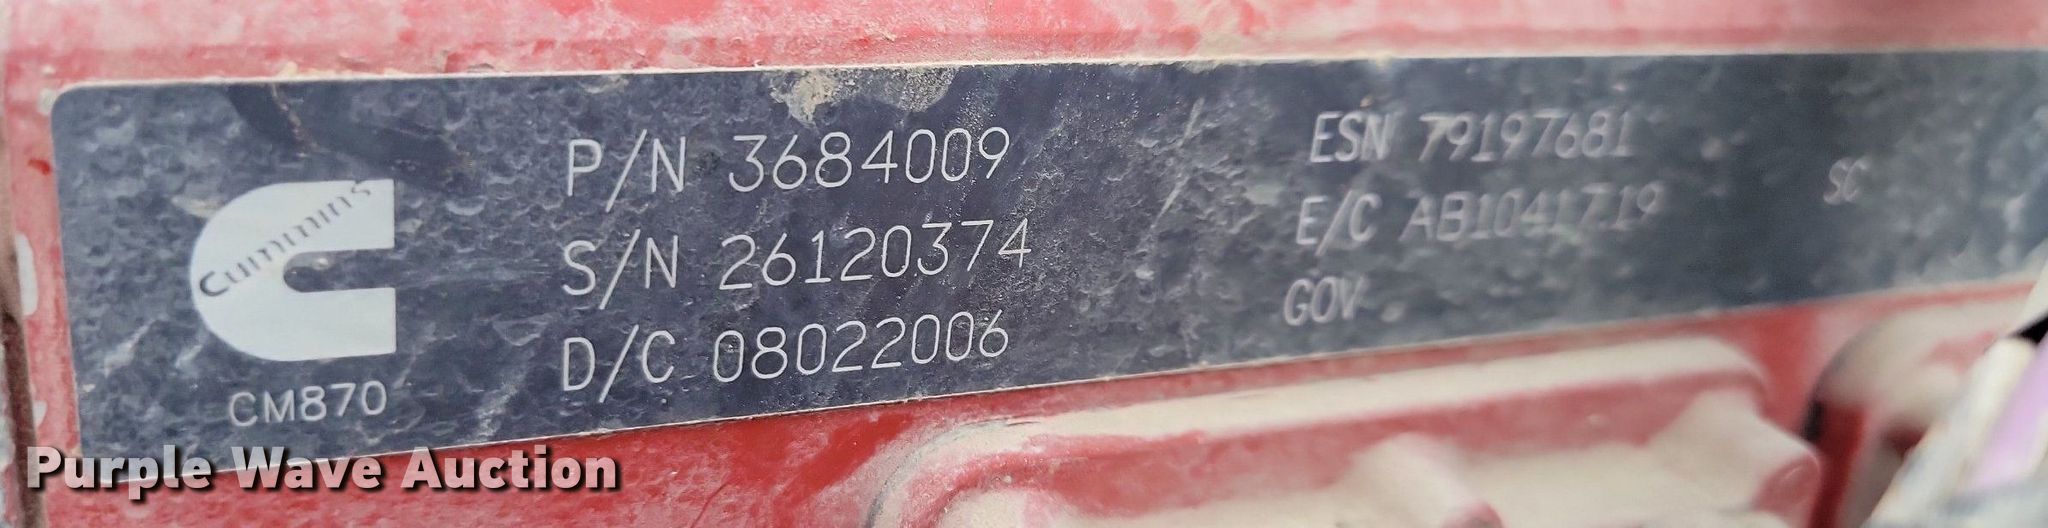 Cummins
CM870
P/N 3684009
S/N 26120374
D/C 08022006
ESN 79197681
E/C AB1041719
GOV
SC
Purple Wave Auction